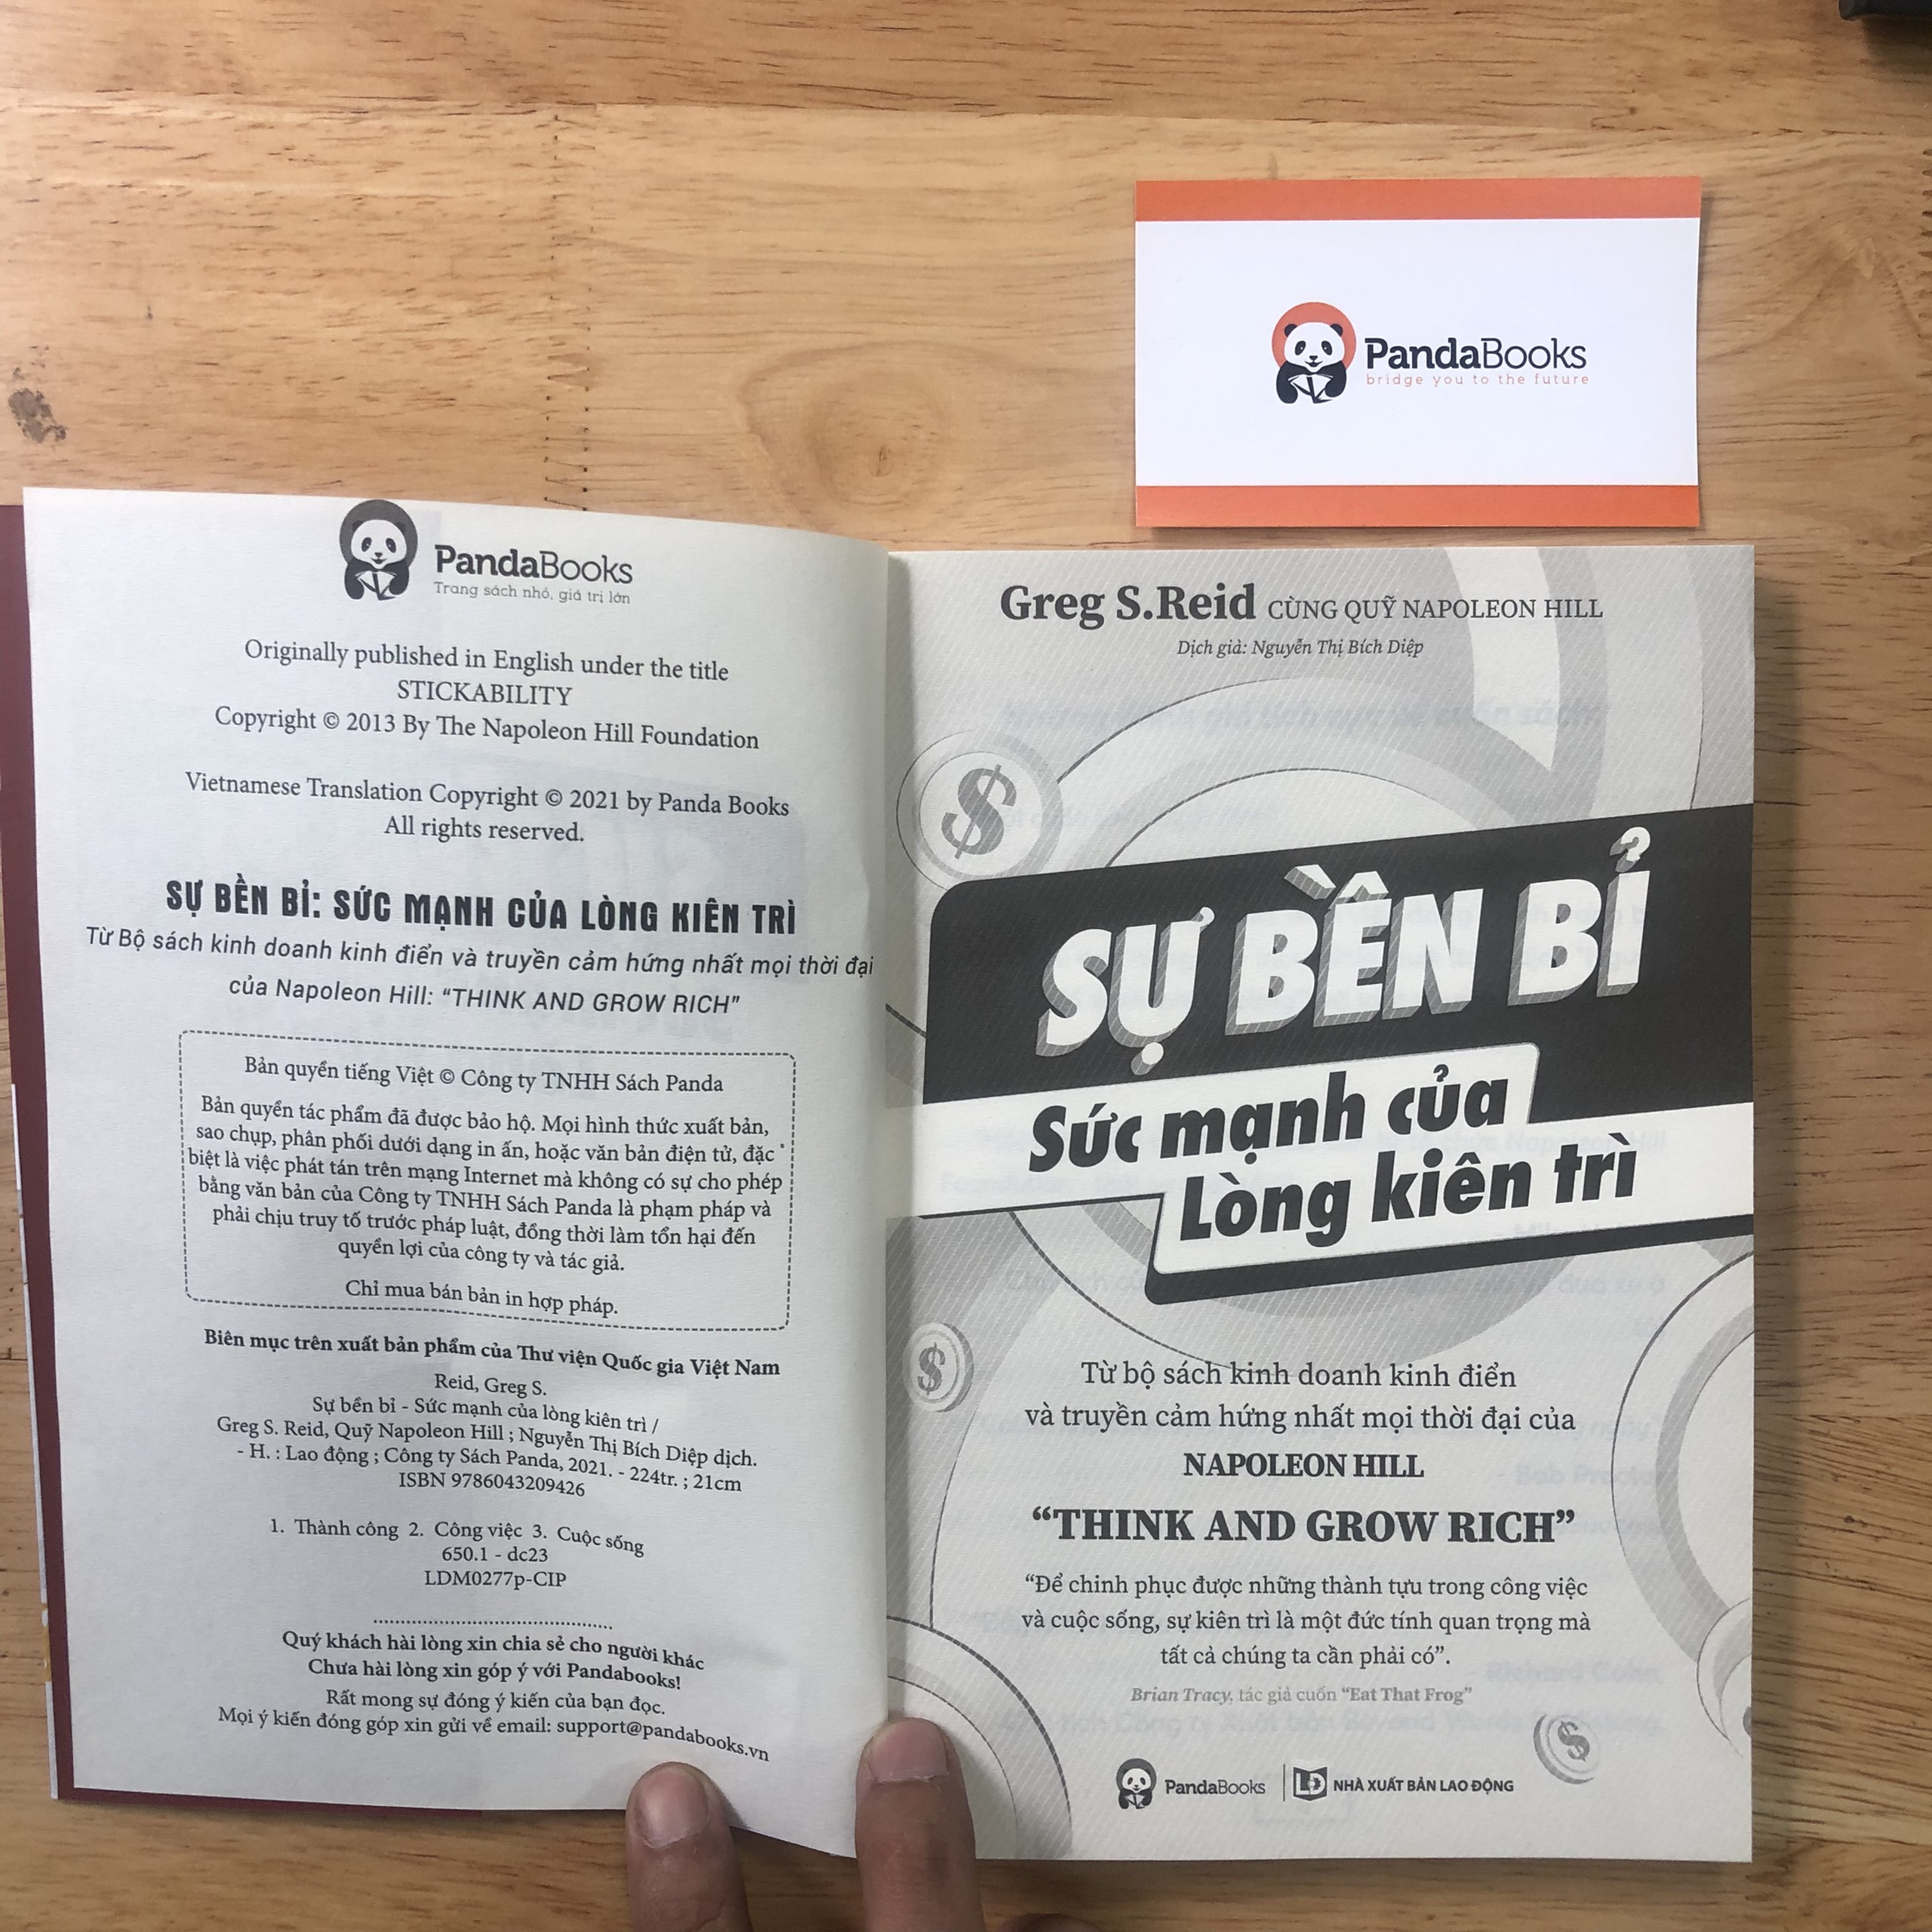 PandaBooks
bridge you to the future
PandaBooks
Trang sách nhỏ, giá trị lớn
Originally published in English under the title
STICKABILITY
Copyright © 2013 By The Napoleon Hill Foundation
Vietnamese Translation Copyright © 2021 by Panda Books
All rights reserved.
SỰ BỀN BỈ: SỨC MẠNH CỦA LÒNG KIÊN TRÌ
Từ Bộ sách kinh doanh kinh điển và truyền cảm hứng nhất mọi thời đại
của Napoleon Hill: “THINK AND GROW RICH”
Bản quyền tiếng Việt © Công ty TNHH Sách Panda
Bản quyền tác phẩm đã được bảo hộ. Mọi hình thức xuất bản,
sao chụp, phân phối dưới dạng in ấn, hoặc văn bản điện tử, đặc
biệt là việc phát tán trên mạng Internet mà không có sự cho phép
bằng văn bản của Công ty TNHH Sách Panda là phạm pháp và
phải chịu truy tố trước pháp luật, đồng thời làm tổn hại đến
quyền lợi của công ty và tác giả.
Chỉ mua bán bản in hợp pháp.
Biên mục trên xuất bản phẩm của Thư viện Quốc gia Việt Nam
Reid, Greg S.
Sự bền bỉ - Sức mạnh của lòng kiên trì /
Greg S. Reid, Quỹ Napoleon Hill ; Nguyễn Thị Bích Diệp dịch.
- H. : Lao động ; Công ty Sách Panda, 2021. - 224tr. ; 21cm
ISBN 9786043209426
1. Thành công 2. Công việc 3. Cuộc sống
650.1 - dc23
LDM0277p-CIP
Quý khách hài lòng xin chia sẻ cho người khác
Chưa hài lòng xin góp ý với Pandabooks!
Rất mong sự đóng ý kiến của bạn đọc.
Mọi ý kiến đóng góp xin gửi về email: support@pandabooks.vn
Greg S.Reid CÙNG QUỸ NAPOLEON HILL
Dịch giả: Nguyễn Thị Bích Diệp
$
SỰ BỀN BỈ
Sức mạnh của
Lòng kiên trì
$
Từ bộ sách kinh doanh kinh điển
và truyền cảm hứng nhất mọi thời đại của
NAPOLEON HILL
“THINK AND GROW RICH”
“Để chinh phục được những thành tựu trong công việc
và cuộc sống, sự kiên trì là một đức tính quan trọng mà
tất cả chúng ta cần phải có”.
Brian Tracy, tác giả cuốn “Eat That Frog”
$
PandaBooks
LĐ NHÀ XUẤT BẢN LAO ĐỘNG